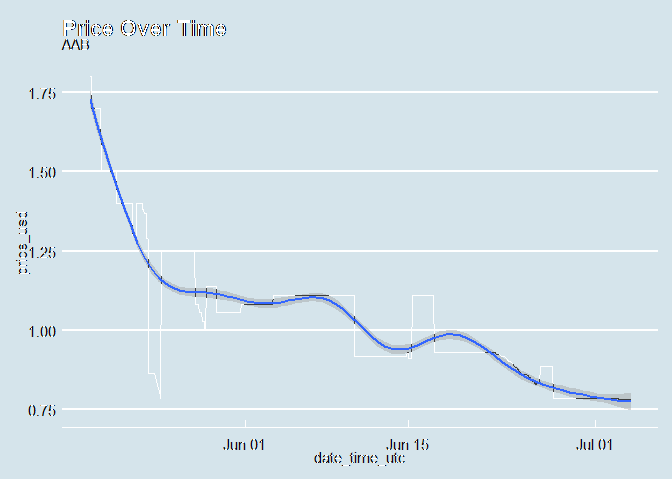 Price Over Time
AAB
1.75
1.50
1.25
1.00
0.75
price_usd
Jun 01
Jun 15
Jul 01
date_time_utc